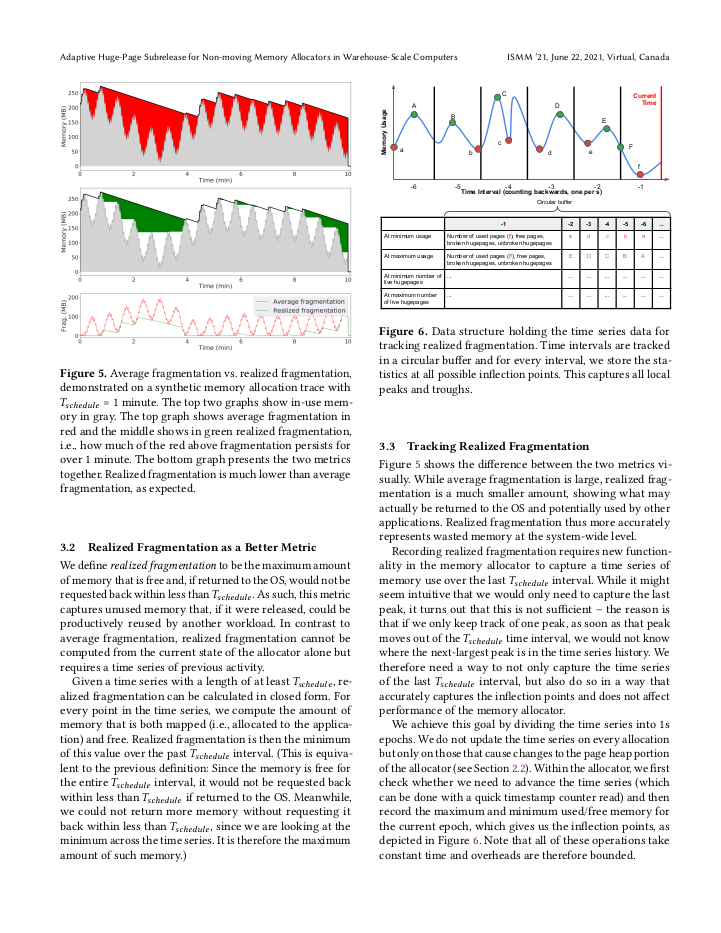 Adaptive Huge-Page Subrelease for Non-moving Memory Allocators in Warehouse-Scale Computers
ISMM '21, June 22, 2021, Virtual, Canada
Memory (MB)
250
200
150
100
50
0
0 2 4 6 8 10
Time (min)
Memory (MB)
250
200
150
100
50
0
0 2 4 6 8 10
Time (min)
Frag. (MB)
200
100
0
Average fragmentation
Realized fragmentation
0 2 4 6 8 10
Time (min)
Figure 5. Average fragmentation vs. realized fragmentation,
demonstrated on a synthetic memory allocation trace with
Tschedule = 1 minute. The top two graphs show in-use mem-
ory in gray. The top graph shows average fragmentation in
red and the middle shows in green realized fragmentation,
i.e., how much of the red above fragmentation persists for
over 1 minute. The bottom graph presents the two metrics
together. Realized fragmentation is much lower than average
fragmentation, as expected.
3.2 Realized Fragmentation as a Better Metric
We define realized fragmentation to be the maximum amount
of memory that is free and, if returned to the OS, would not be
requested back within less than Tschedule. As such, this metric
captures unused memory that, if it were released, could be
productively reused by another workload. In contrast to
average fragmentation, realized fragmentation cannot be
computed from the current state of the allocator alone but
requires a time series of previous activity.
Given a time series with a length of at least Tschedule, re-
alized fragmentation can be calculated in closed form. For
every point in the time series, we compute the amount of
memory that is both mapped (i.e., allocated to the applica-
tion) and free. Realized fragmentation is then the minimum
of this value over the past Tschedule interval. (This is equiva-
lent to the previous definition: Since the memory is free for
the entire Tschedule interval, it would not be requested back
within less than Tschedule if returned to the OS. Meanwhile,
we could not return more memory without requesting it
back within less than Tschedule, since we are looking at the
minimum across the time series. It is therefore the maximum
amount of such memory.)
Memory Usage
Current
Time
A
B
C
D
E
F
a
b
c
d
e
f
-6 -5 -4 -3 -2 -1
Time Interval (counting backwards, one per s)
Circular buffer
-1 -2 -3 -4 -5 -6 ...
At minimum usage
Number of used pages (f), free pages,
broken hugepages, unbroken hugepages
e d c b a ...
At maximum usage
Number of used pages (F), free pages,
broken hugepages, unbroken hugepages
E D C B A ...
At minimum number of
live hugepages
... ... ... ... ... ... ...
At maximum number
of live hugepages
... ... ... ... ... ... ...
Figure 6. Data structure holding the time series data for
tracking realized fragmentation. Time intervals are tracked
in a circular buffer and for every interval, we store the sta-
tistics at all possible inflection points. This captures all local
peaks and troughs.
3.3 Tracking Realized Fragmentation
Figure 5 shows the difference between the two metrics vi-
sually. While average fragmentation is large, realized frag-
mentation is a much smaller amount, showing what may
actually be returned to the OS and potentially used by other
applications. Realized fragmentation thus more accurately
represents wasted memory at the system-wide level.
Recording realized fragmentation requires new function-
ality in the memory allocator to capture a time series of
memory use over the last Tschedule interval. While it might
seem intuitive that we would only need to capture the last
peak, it turns out that this is not sufficient – the reason is
that if we only keep track of one peak, as soon as that peak
moves out of the Tschedule time interval, we would not know
where the next-largest peak is in the time series history. We
therefore need a way to not only capture the time series
of the last Tschedule interval, but also do so in a way that
accurately captures the inflection points and does not affect
performance of the memory allocator.
We achieve this goal by dividing the time series into 1s
epochs. We do not update the time series on every allocation
but only on those that cause changes to the page heap portion
of the allocator (see Section 2.2). Within the allocator, we first
check whether we need to advance the time series (which
can be done with a quick timestamp counter read) and then
record the maximum and minimum used/free memory for
the current epoch, which gives us the inflection points, as
depicted in Figure 6. Note that all of these operations take
constant time and overheads are therefore bounded.